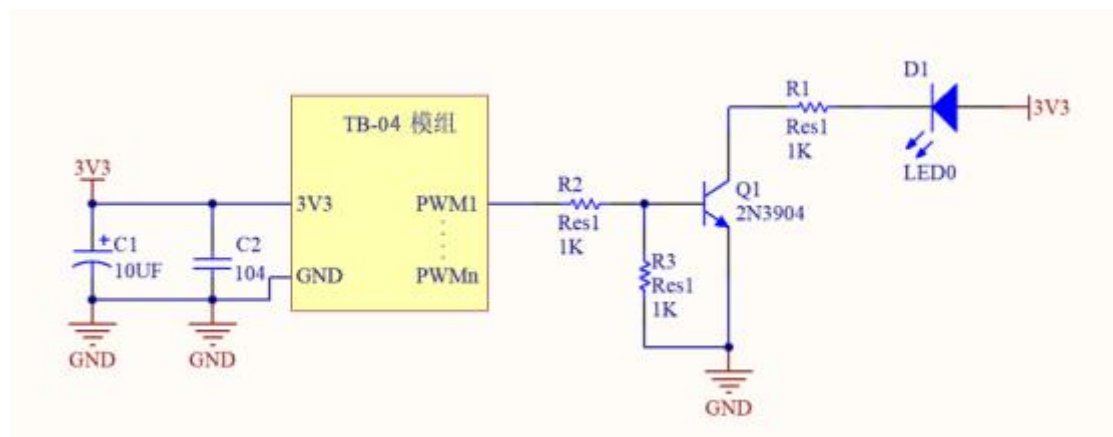 TB-04 模组
3V3
3V3
PWM1
GND
PWMn
C1
10UF
C2
104
GND
GND
R2
Res1
1K
R3
Res1
1K
Q1
2N3904
R1
Res1
1K
D1
LED0
3V3
GND